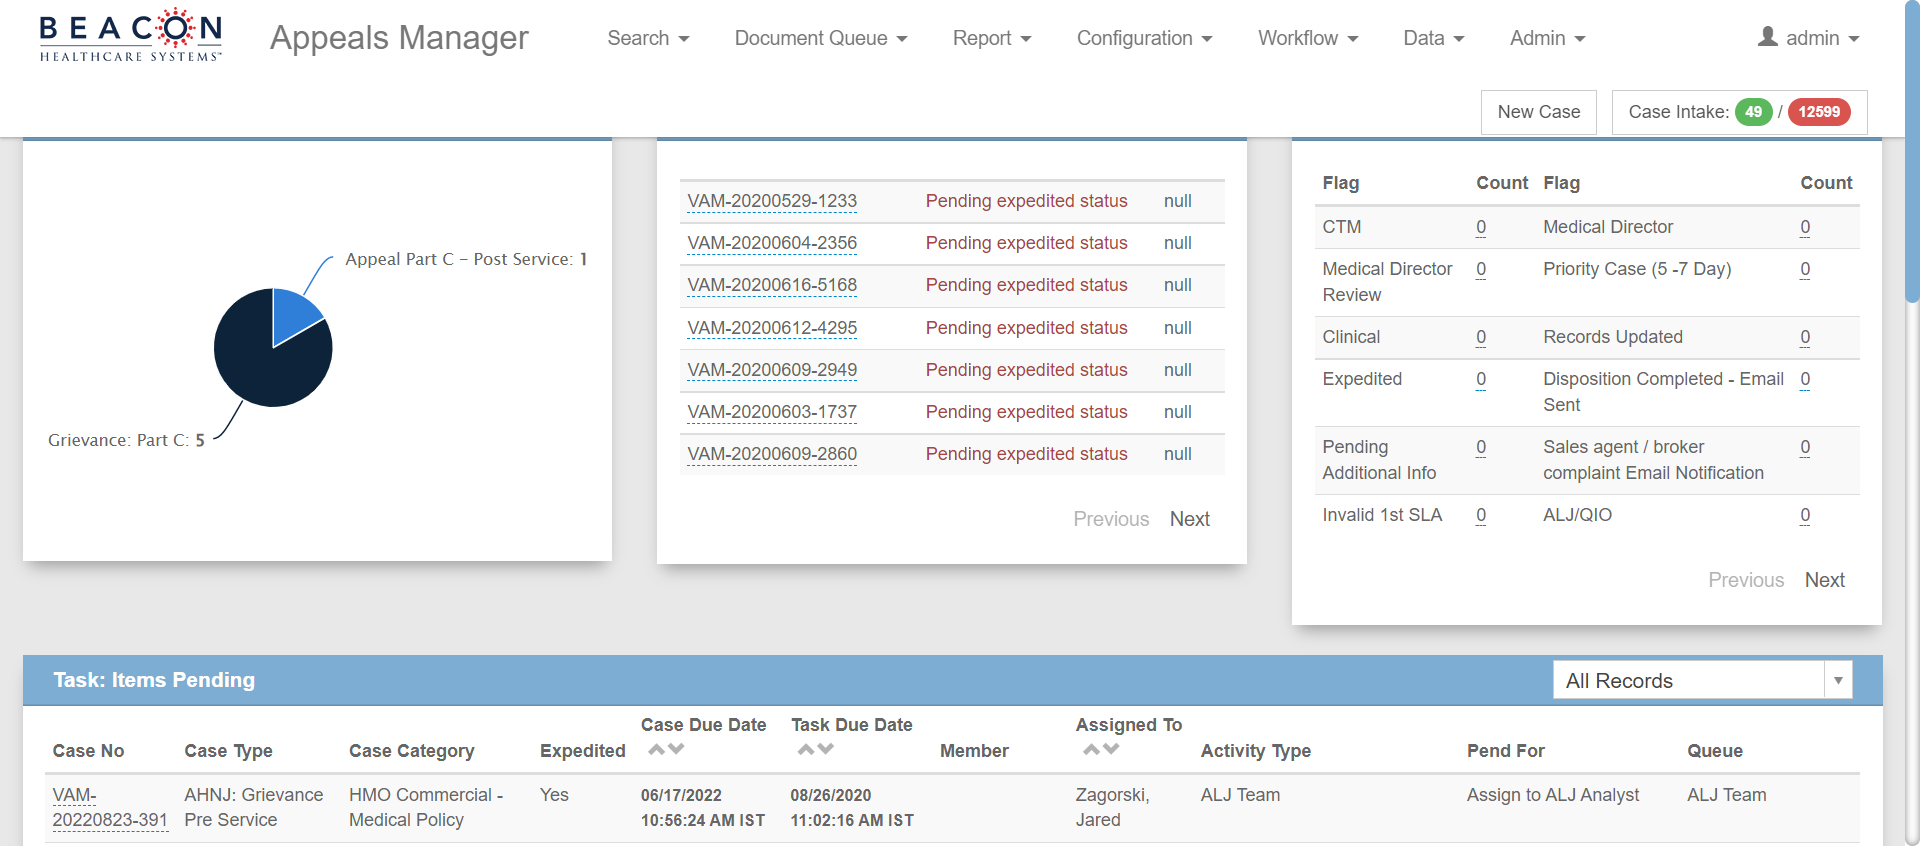 BEACON
HEALTHCARE SYSTEMS™
Appeals Manager
Search
Document Queue
Report
Configuration
Workflow
Data
Admin
admin
New Case
Case Intake: 49 / 12599
Appeal Part C - Post Service: 1
Grievance: Part C: 5
VAM-20200529-1233 Pending expedited status null
VAM-20200604-2356 Pending expedited status null
VAM-20200616-5168 Pending expedited status null
VAM-20200612-4295 Pending expedited status null
VAM-20200609-2949 Pending expedited status null
VAM-20200603-1737 Pending expedited status null
VAM-20200609-2860 Pending expedited status null
Previous Next
Flag Count Flag Count
CTM 0 Medical Director 0
Medical Director 0 Priority Case (5 -7 Day) 0
Review
Clinical 0 Records Updated 0
Expedited 0 Disposition Completed - Email 0
Sent
Pending 0 Sales agent / broker 0
Additional Info complaint Email Notification
Invalid 1st SLA 0 ALJ/QIO 0
Previous Next
Task: Items Pending
All Records
Case No Case Type Case Category Expedited Case Due Date Task Due Date Member Assigned To Activity Type Pend For Queue
VAM- AHNJ: Grievance HMO Commercial - Yes 06/17/2022 08/26/2020 Zagorski, ALJ Team Assign to ALJ Analyst ALJ Team
20220823-391 Pre Service Medical Policy 10:56:24 AM IST 11:02:16 AM IST Jared